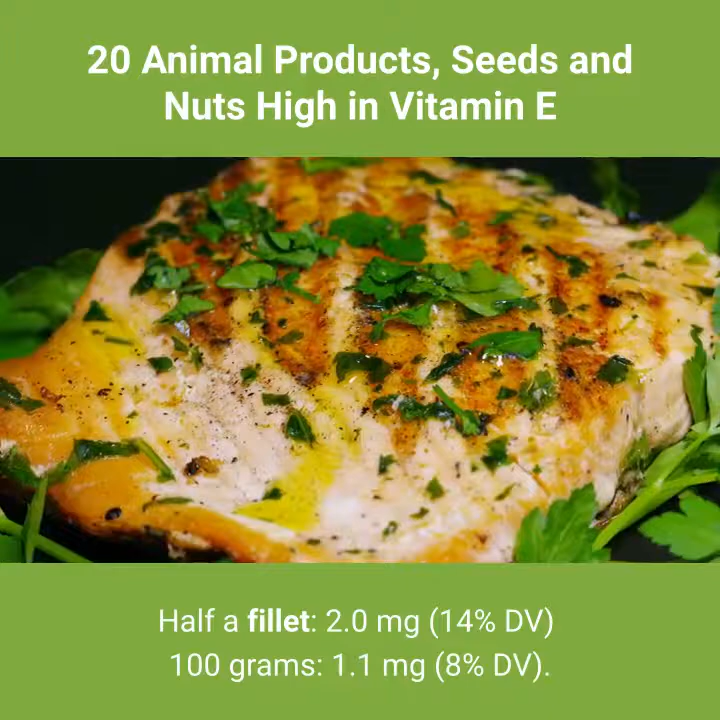 20 Animal Products, Seeds and
Nuts High in Vitamin E
Half a fillet: 2.0 mg (14% DV)
100 grams: 1.1 mg (8% DV).